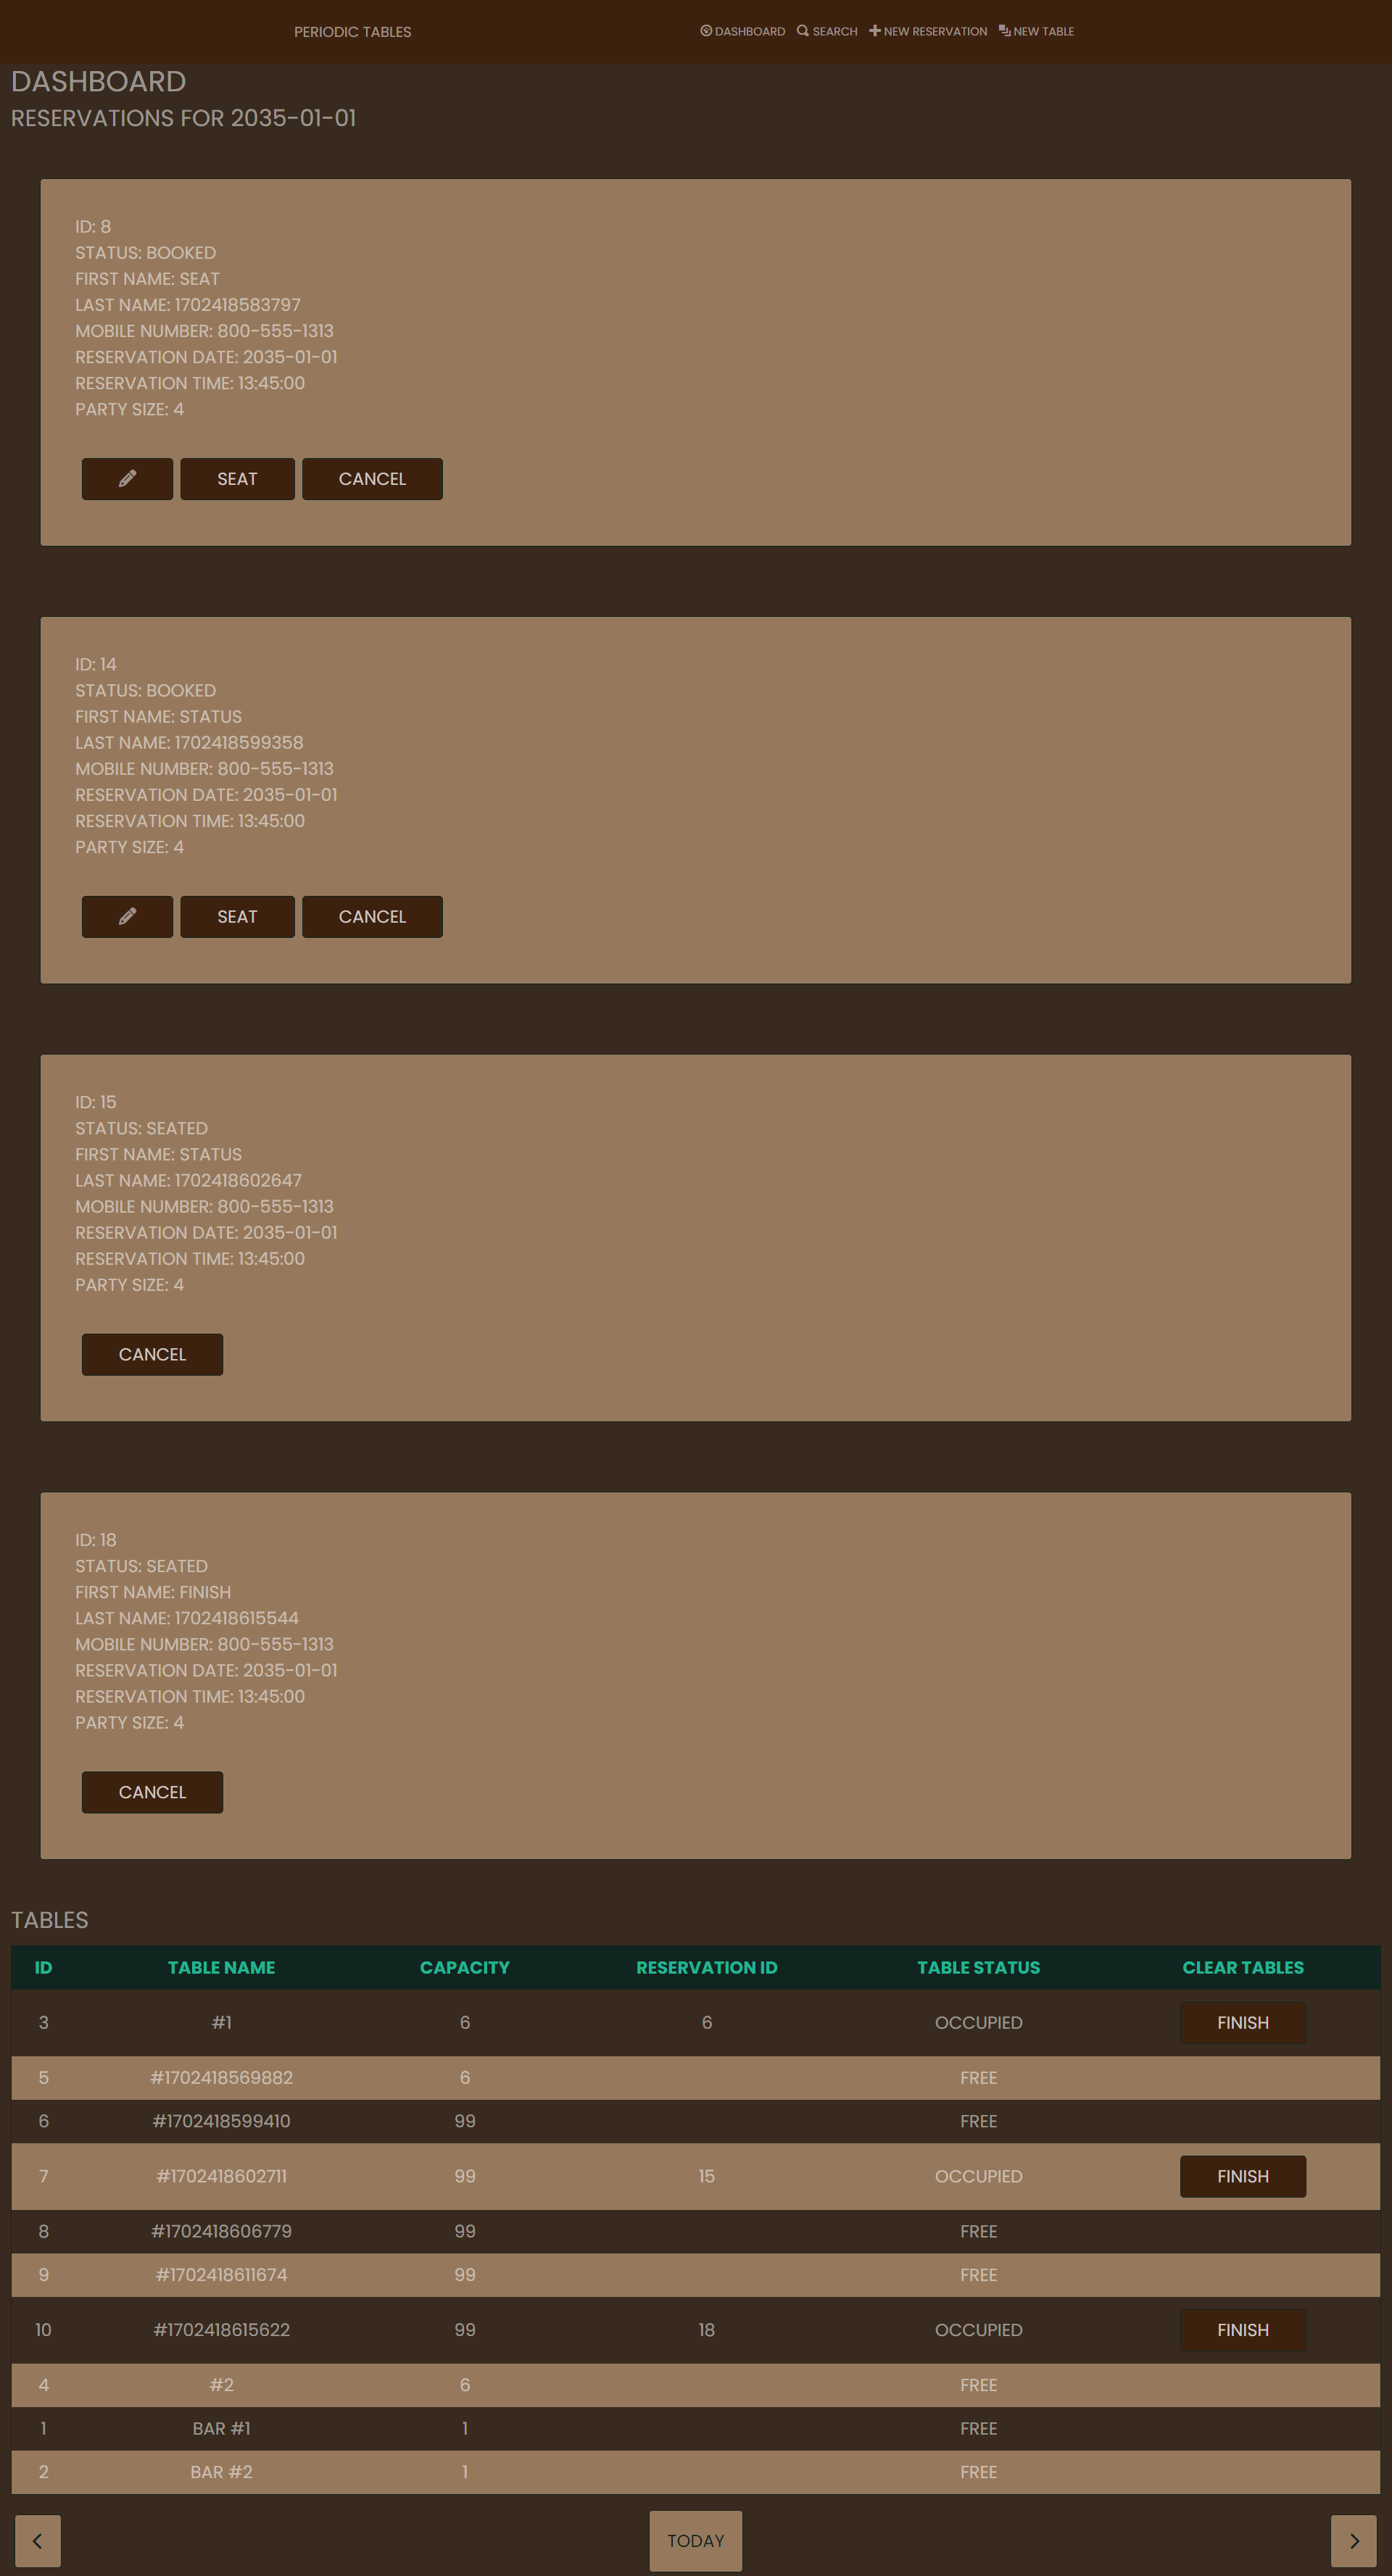 PERIODIC TABLES
DASHBOARD SEARCH NEW RESERVATION NEW TABLE
DASHBOARD
RESERVATIONS FOR 2035-01-01
ID: 8
STATUS: BOOKED
FIRST NAME: SEAT
LAST NAME: 1702418583797
MOBILE NUMBER: 800-555-1313
RESERVATION DATE: 2035-01-01
RESERVATION TIME: 13:45:00
PARTY SIZE: 4
SEAT CANCEL
ID: 14
STATUS: BOOKED
FIRST NAME: STATUS
LAST NAME: 1702418599358
MOBILE NUMBER: 800-555-1313
RESERVATION DATE: 2035-01-01
RESERVATION TIME: 13:45:00
PARTY SIZE: 4
SEAT CANCEL
ID: 15
STATUS: SEATED
FIRST NAME: STATUS
LAST NAME: 1702418602647
MOBILE NUMBER: 800-555-1313
RESERVATION DATE: 2035-01-01
RESERVATION TIME: 13:45:00
PARTY SIZE: 4
CANCEL
ID: 18
STATUS: SEATED
FIRST NAME: FINISH
LAST NAME: 1702418615544
MOBILE NUMBER: 800-555-1313
RESERVATION DATE: 2035-01-01
RESERVATION TIME: 13:45:00
PARTY SIZE: 4
CANCEL
TABLES
ID TABLE NAME CAPACITY RESERVATION ID TABLE STATUS CLEAR TABLES
3 #1 6 6 OCCUPIED FINISH
5 #1702418569882 6 FREE
6 #1702418599410 99 FREE
7 #1702418602711 99 15 OCCUPIED FINISH
8 #1702418606779 99 FREE
9 #1702418611674 99 FREE
10 #1702418615622 99 18 OCCUPIED FINISH
4 #2 6 FREE
1 BAR #1 1 FREE
2 BAR #2 1 FREE
TODAY